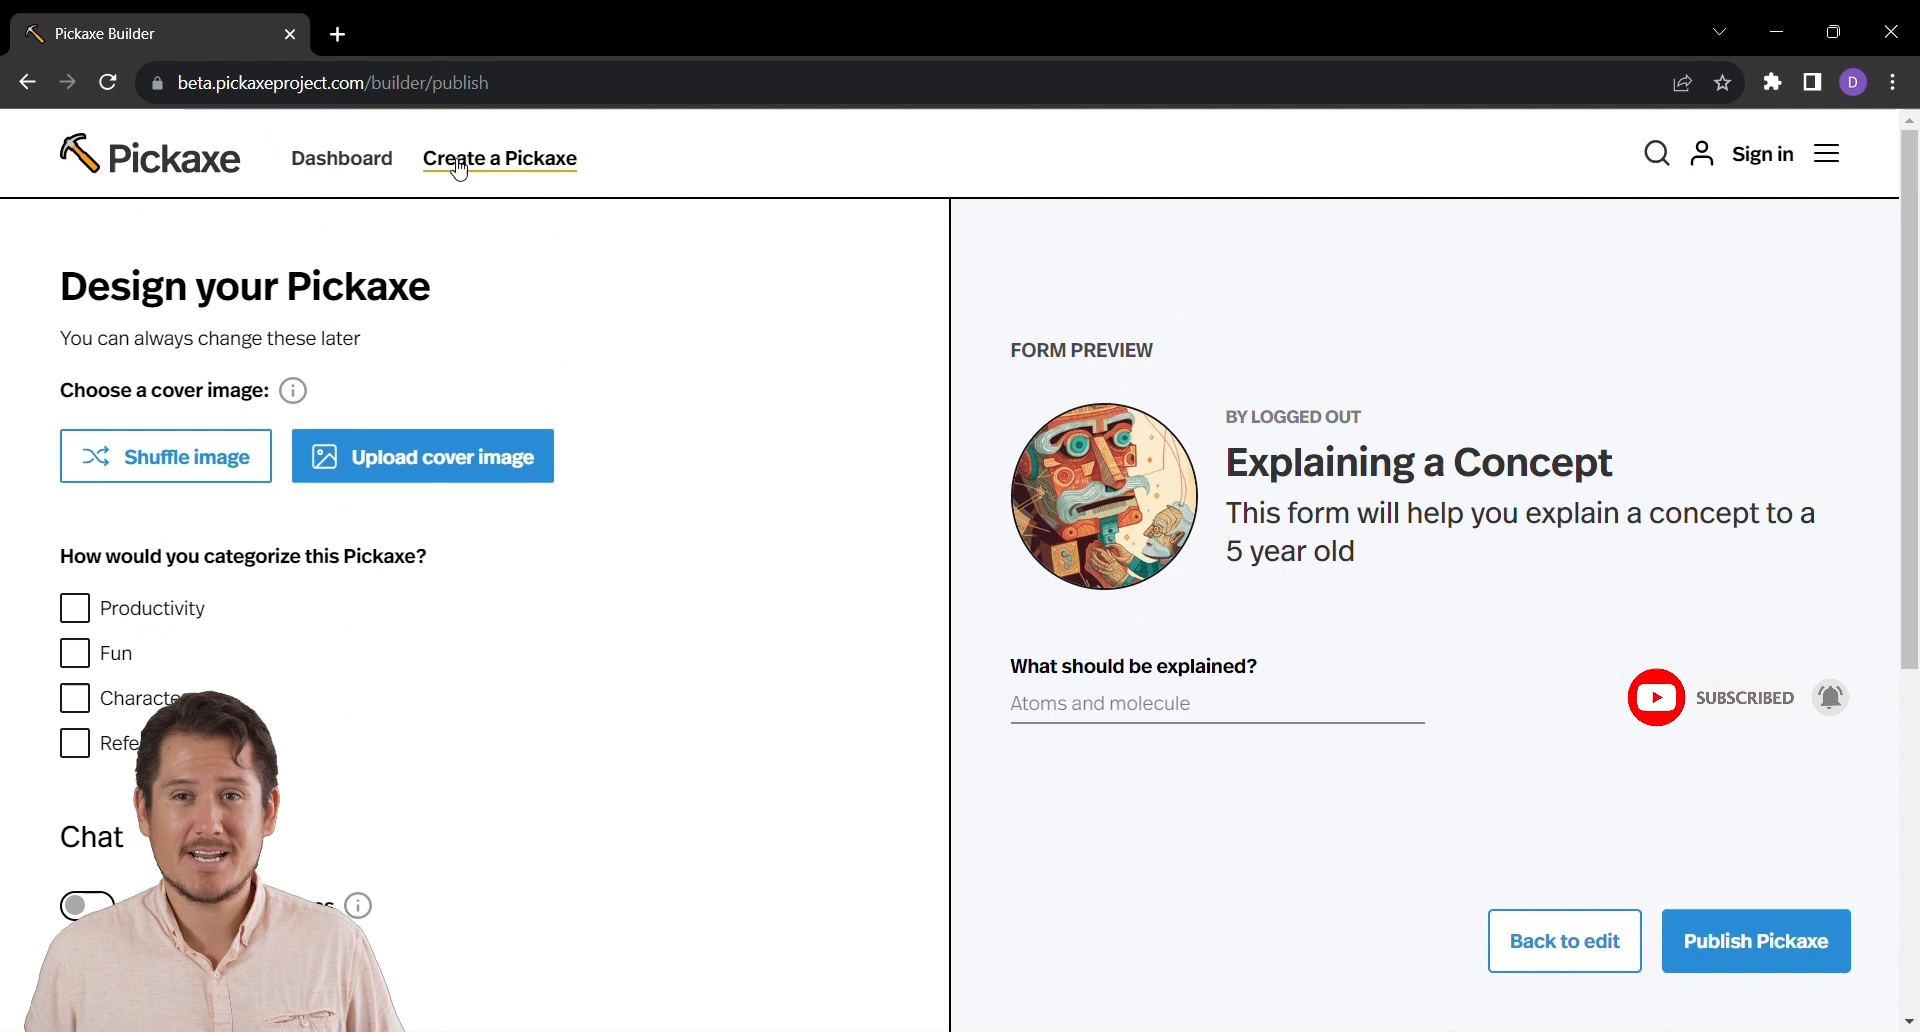 Pickaxe Builder
beta.pickaxeproject.com/builder/publish
D
Pickaxe
Dashboard
Create a Pickaxe
Sign in
Design your Pickaxe
You can always change these later
Choose a cover image:
Shuffle image
Upload cover image
How would you categorize this Pickaxe?
Productivity
Fun
Characte
Refe
Chat
FORM PREVIEW
BY LOGGED OUT
Explaining a Concept
This form will help you explain a concept to a
5 year old
What should be explained?
Atoms and molecule
SUBSCRIBED
Back to edit
Publish Pickaxe